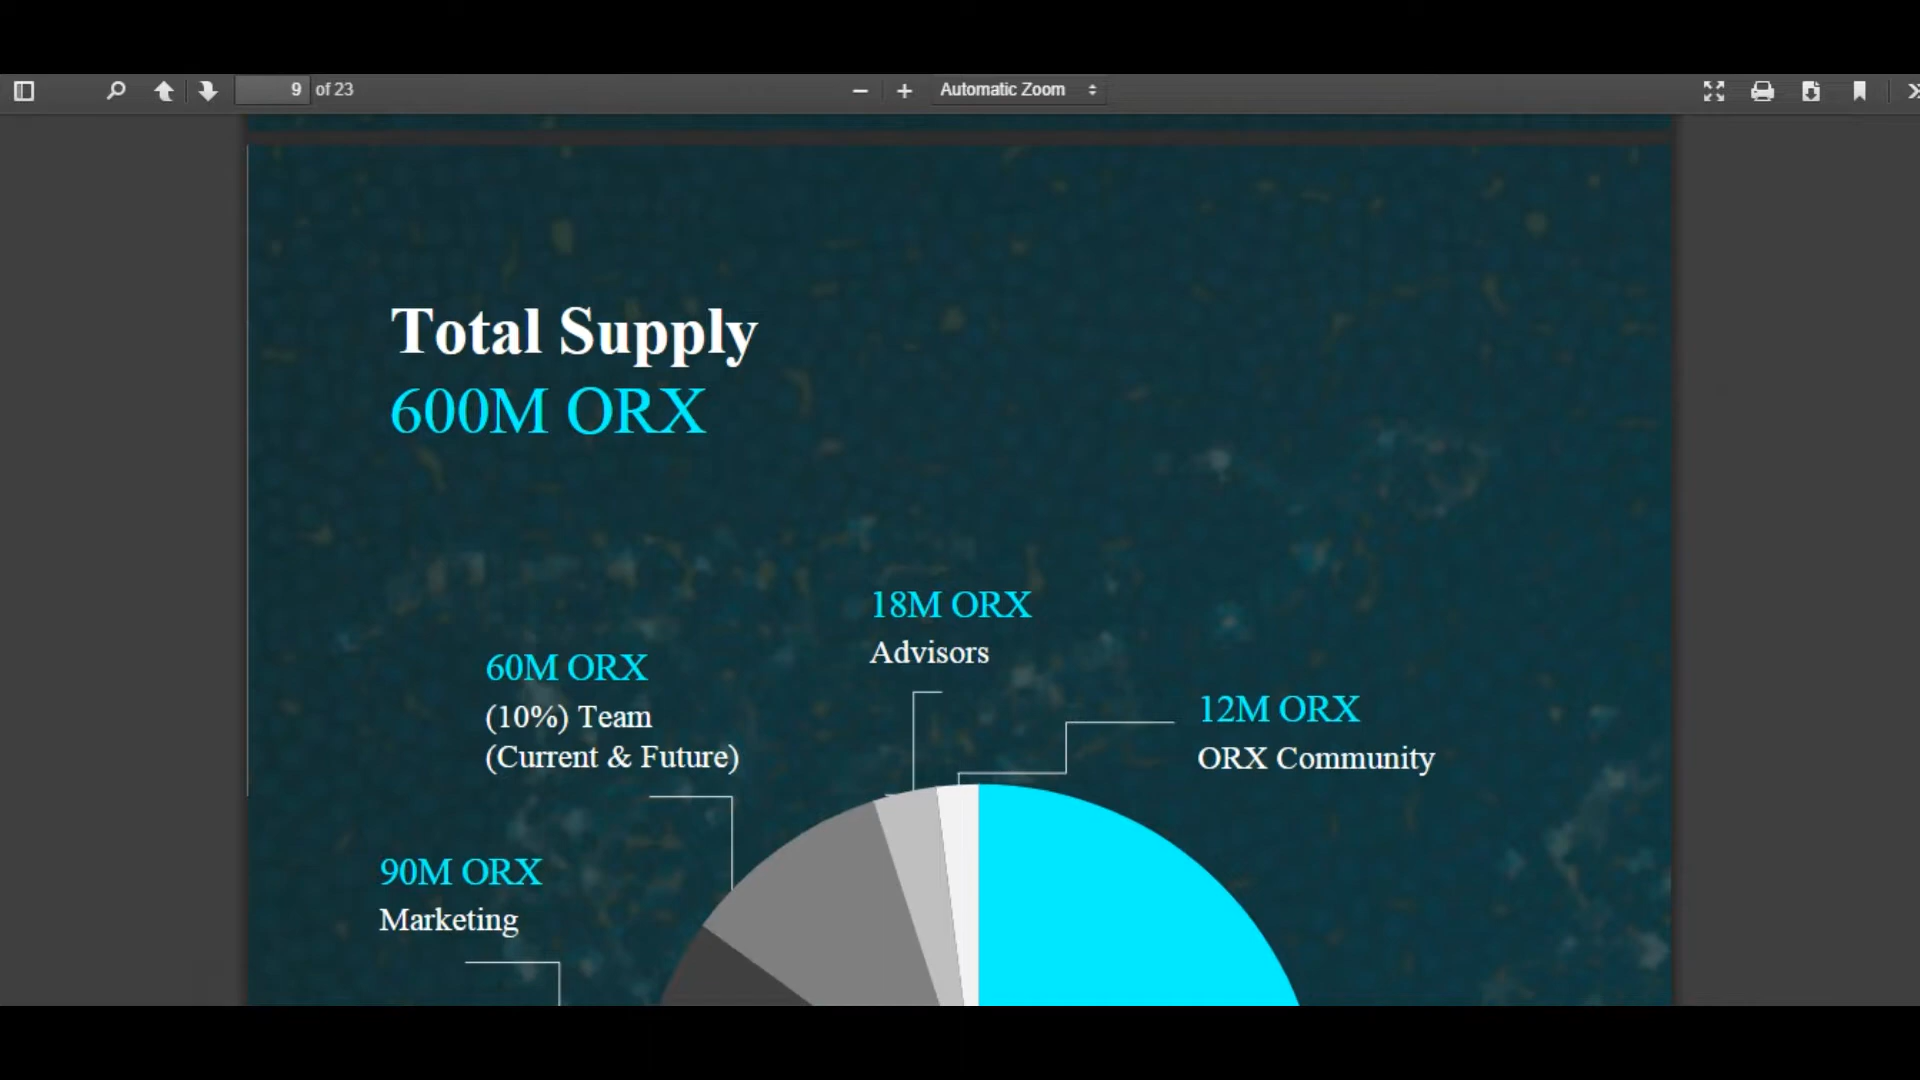 9 of 23
Automatic Zoom
Total Supply
600M ORX
18M ORX
Advisors
60M ORX
(10%) Team
(Current & Future)
12M ORX
ORX Community
90M ORX
Marketing